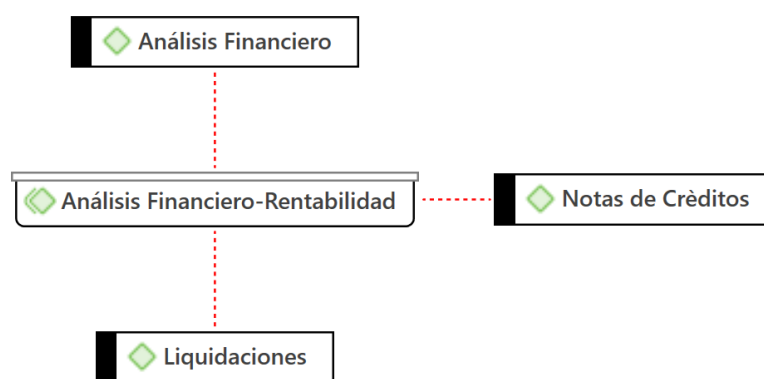 Análisis Financiero
Análisis Financiero-Rentabilidad
Notas de Crèditos
Liquidaciones